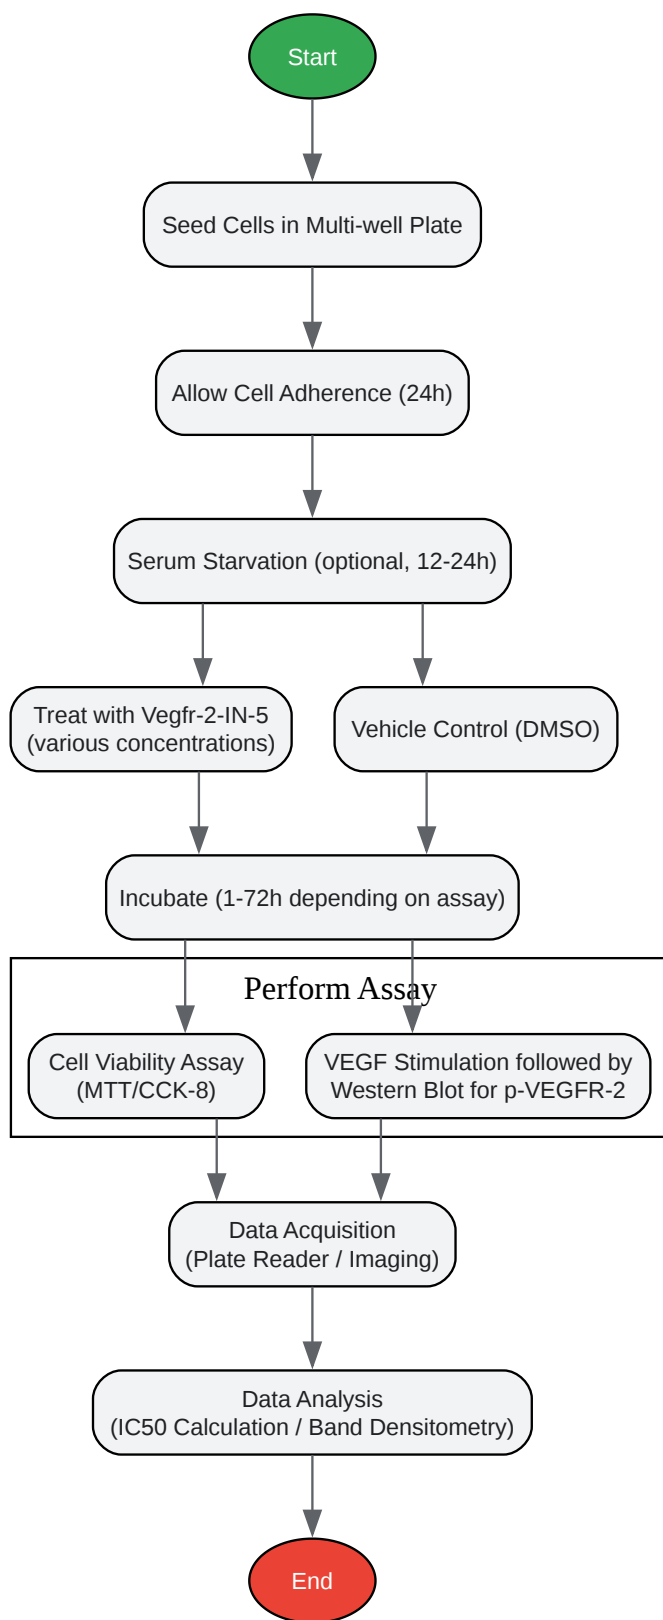 Start
Seed Cells in Multi-well Plate
Allow Cell Adherence (24h)
Serum Starvation (optional, 12-24h)
Treat with Vegfr-2-IN-5
(various concentrations)
Vehicle Control (DMSO)
Incubate (1-72h depending on assay)
Perform Assay
Cell Viability Assay
(MTT/CCK-8)
VEGF Stimulation followed by
Western Blot for p-VEGFR-2
Data Acquisition
(Plate Reader / Imaging)
Data Analysis
(IC50 Calculation / Band Densitometry)
End